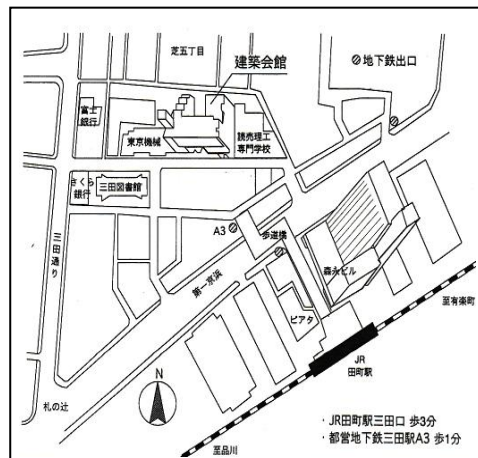 芝五丁目
建築会館
地下鉄出口
富士
銀行
東京機械
読売理工
専門学校
さくら
銀行
三田図書館
三田通り
A3
歩道橋
第一京浜
森永ビル
ピアタ
至有楽町
JR
田町駅
N
札の辻
至品川
・JR田町駅三田口 歩3分
・都営地下鉄三田駅A3 歩1分